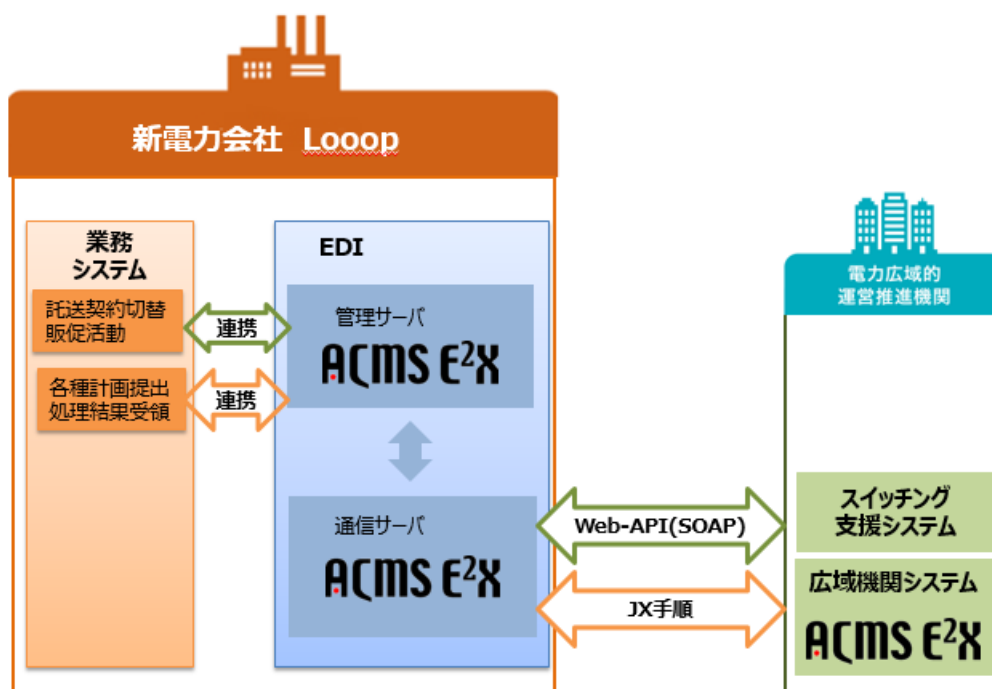 新電力会社 Looop
業務
システム
託送契約切替
販促活動
各種計画提出
処理結果受領
連携
連携
EDI
管理サーバ
ACMS E²X
通信サーバ
ACMS E²X
Web-API(SOAP)
JX手順
電力広域的
運営推進機関
スイッチング
支援システム
広域機関システム
ACMS E²X